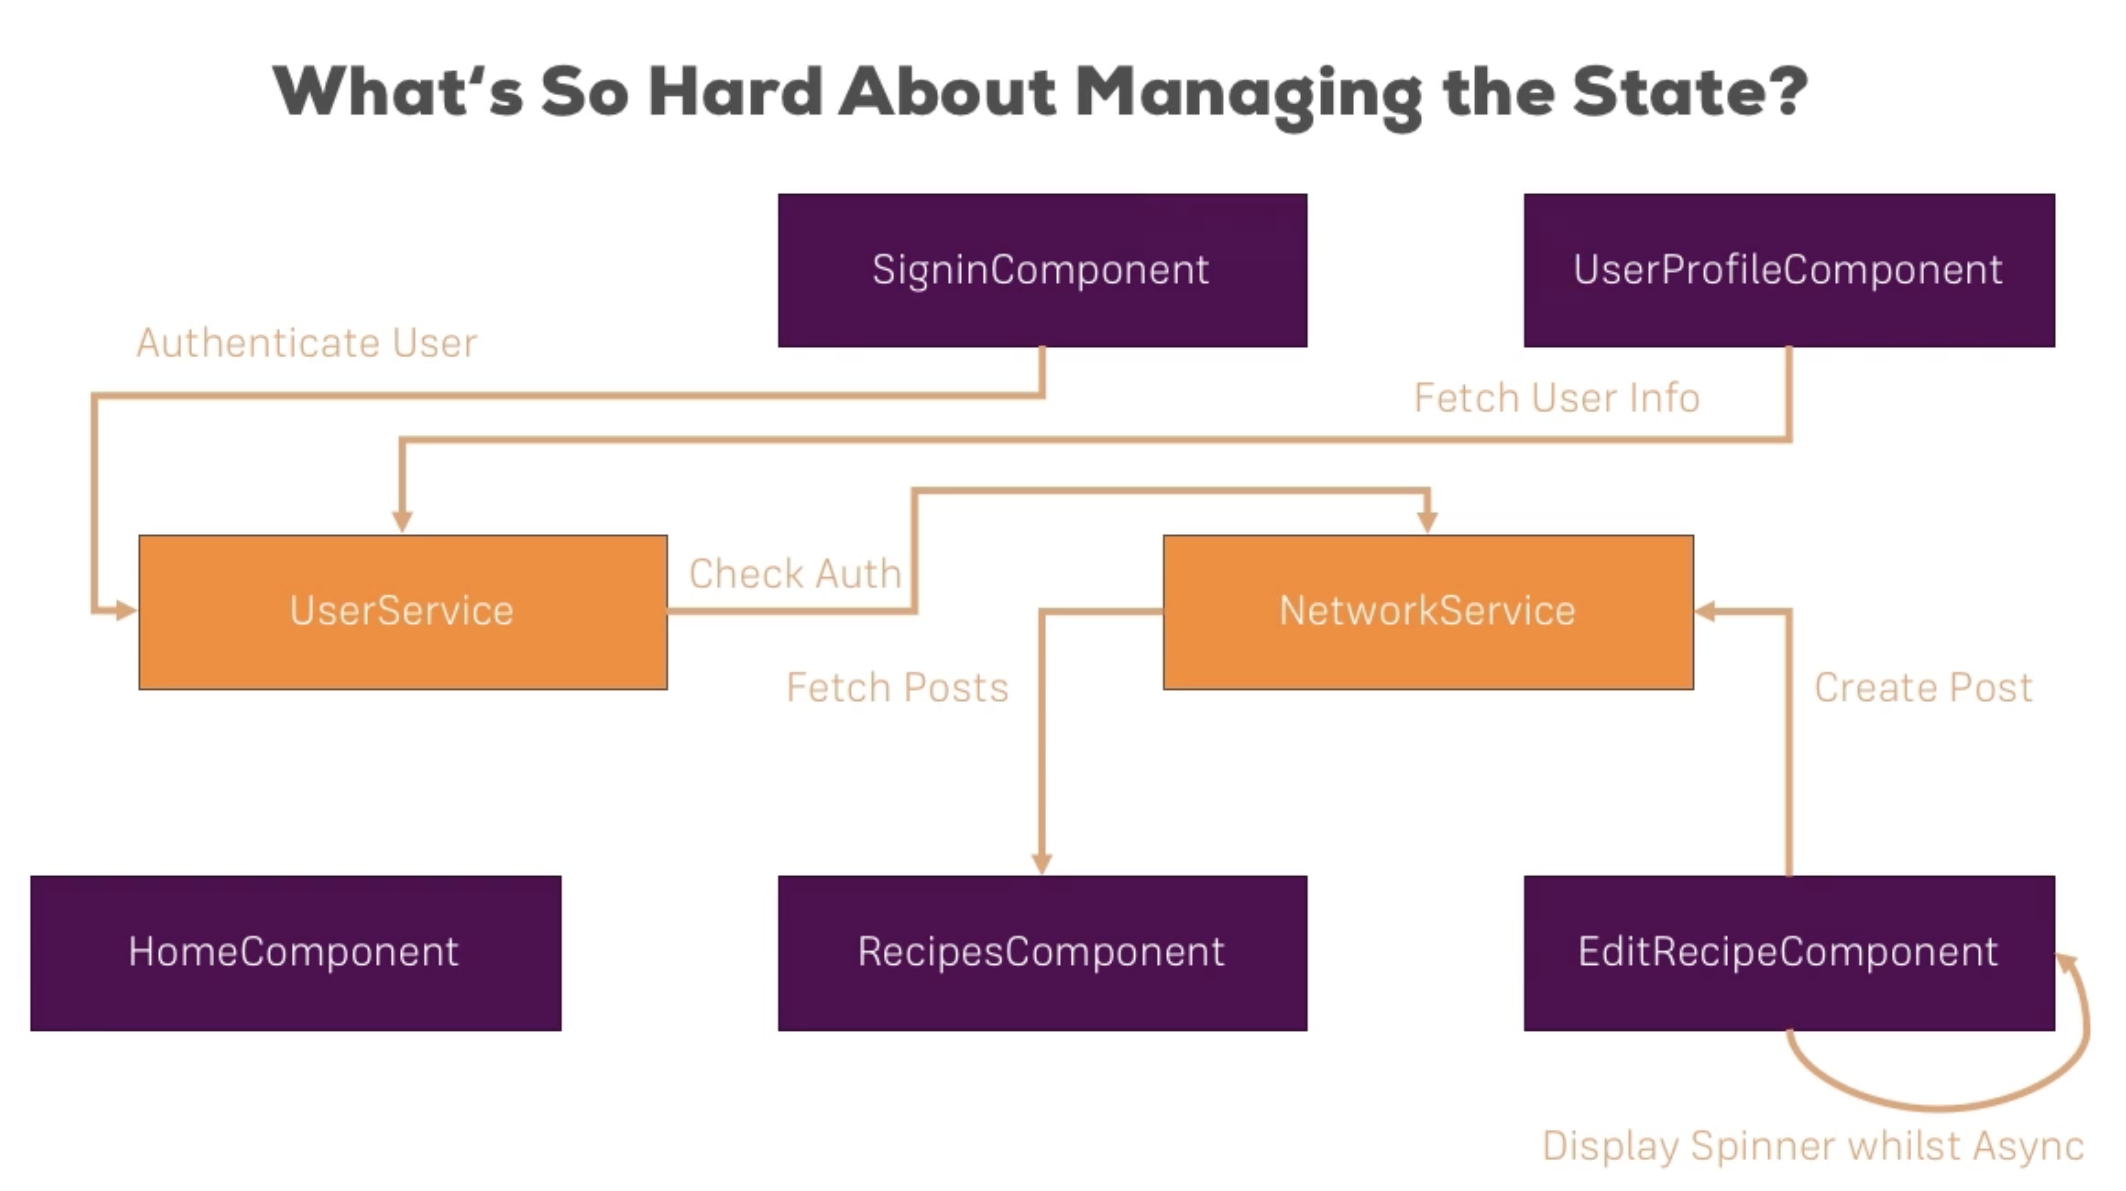 What‘s So Hard About Managing the State?
SigninComponent
UserProfileComponent
Authenticate User
Fetch User Info
Check Auth
UserService
NetworkService
Fetch Posts
Create Post
HomeComponent
RecipesComponent
EditRecipeComponent
Display Spinner whilst Async